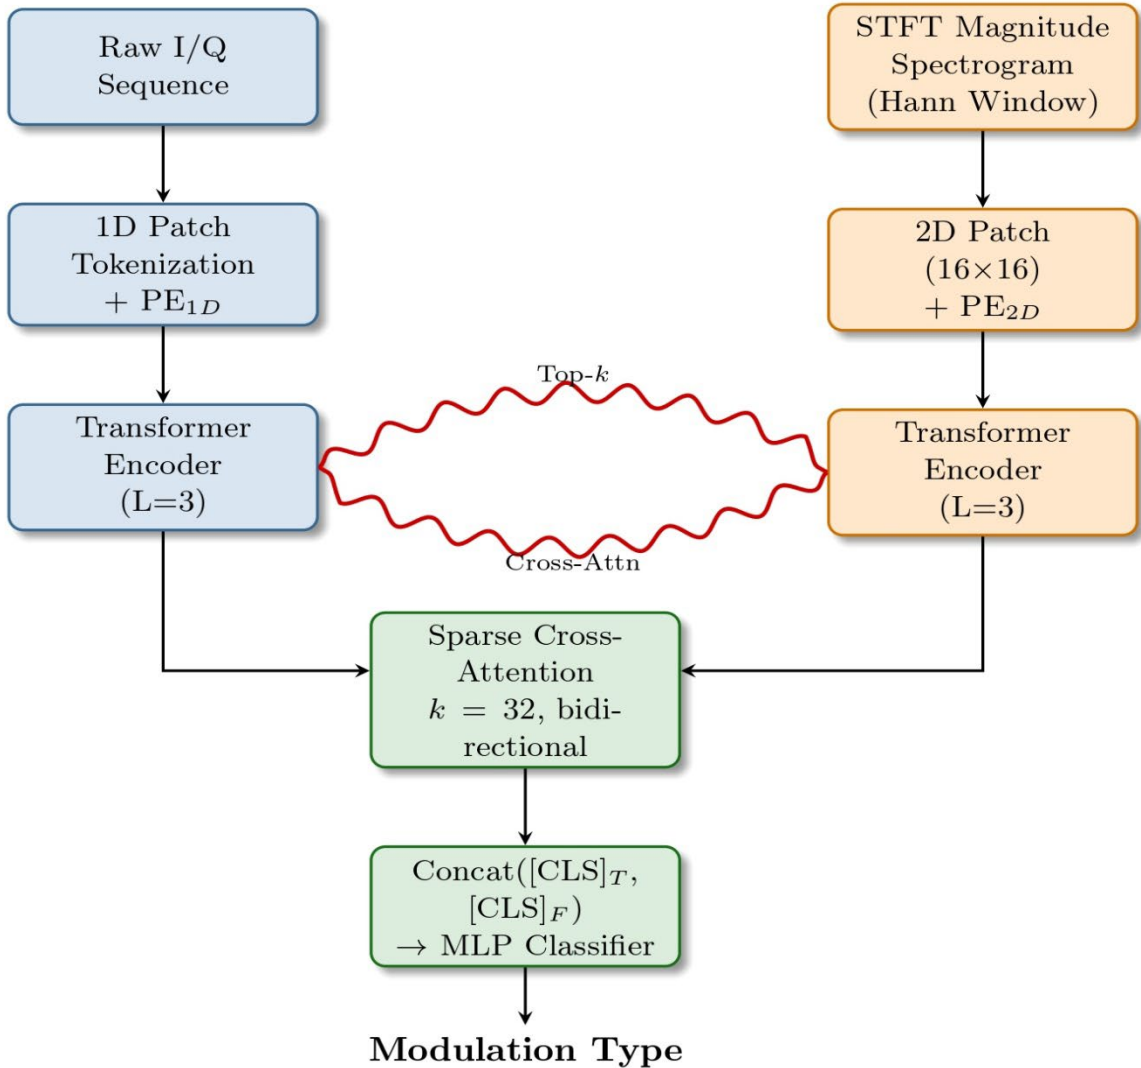 Raw I/Q
Sequence
STFT Magnitude
Spectrogram
(Hann Window)
1D Patch
Tokenization
+ PE₁D
2D Patch
(16×16)
+ PE₂D
Top-k
Transformer
Encoder
(L=3)
Transformer
Encoder
(L=3)
Cross-Attn
Sparse Cross-
Attention
k = 32, bidi-
rectional
Concat([CLS]T,
[CLS]F)
→ MLP Classifier
Modulation Type